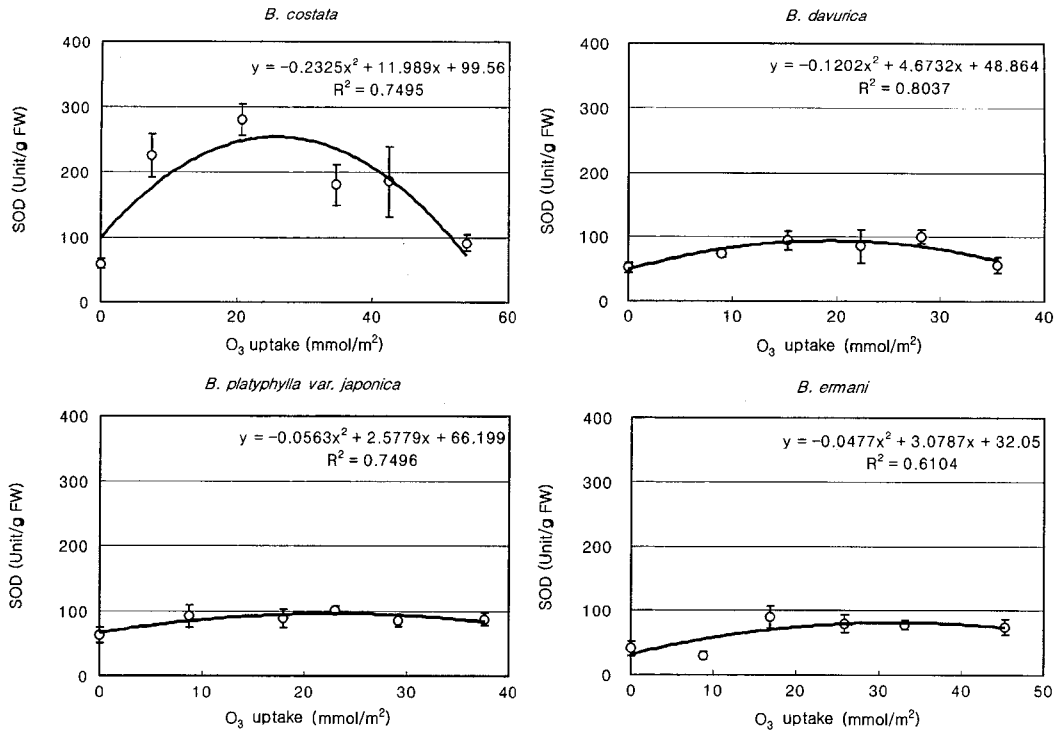 B. costata
400
300
200
100
0
SOD (Unit/g FW)
y = −0.2325x² + 11.989x + 99.56
R² = 0.7495
0 20 40 60
O₃ uptake (mmol/m²)
B. davurica
400
300
200
100
0
SOD (Unit/g FW)
y = −0.1202x² + 4.6732x + 48.864
R² = 0.8037
0 10 20 30 40
O₃ uptake (mmol/m²)
B. platyphylla var. japonica
400
300
200
100
0
SOD (Unit/g FW)
y = −0.0563x² + 2.5779x + 66.199
R² = 0.7496
0 10 20 30 40
O₃ uptake (mmol/m²)
B. ermani
400
300
200
100
0
SOD (Unit/g FW)
y = −0.0477x² + 3.0787x + 32.05
R² = 0.6104
0 10 20 30 40 50
O₃ uptake (mmol/m²)